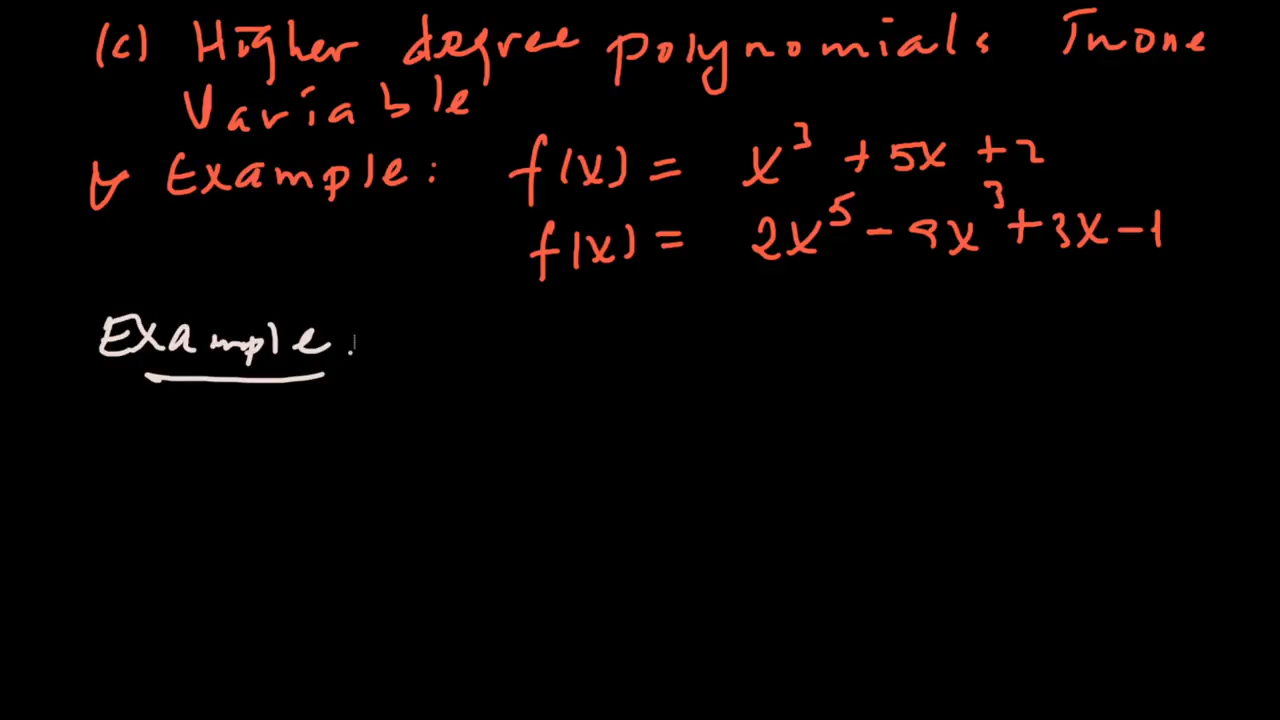 (c) Higher degree polynomials In one
Variable
Example: f(x) = x³ + 5x + 2
f(x) = 2x⁵ - 9x³ + 3x - 1
Example: